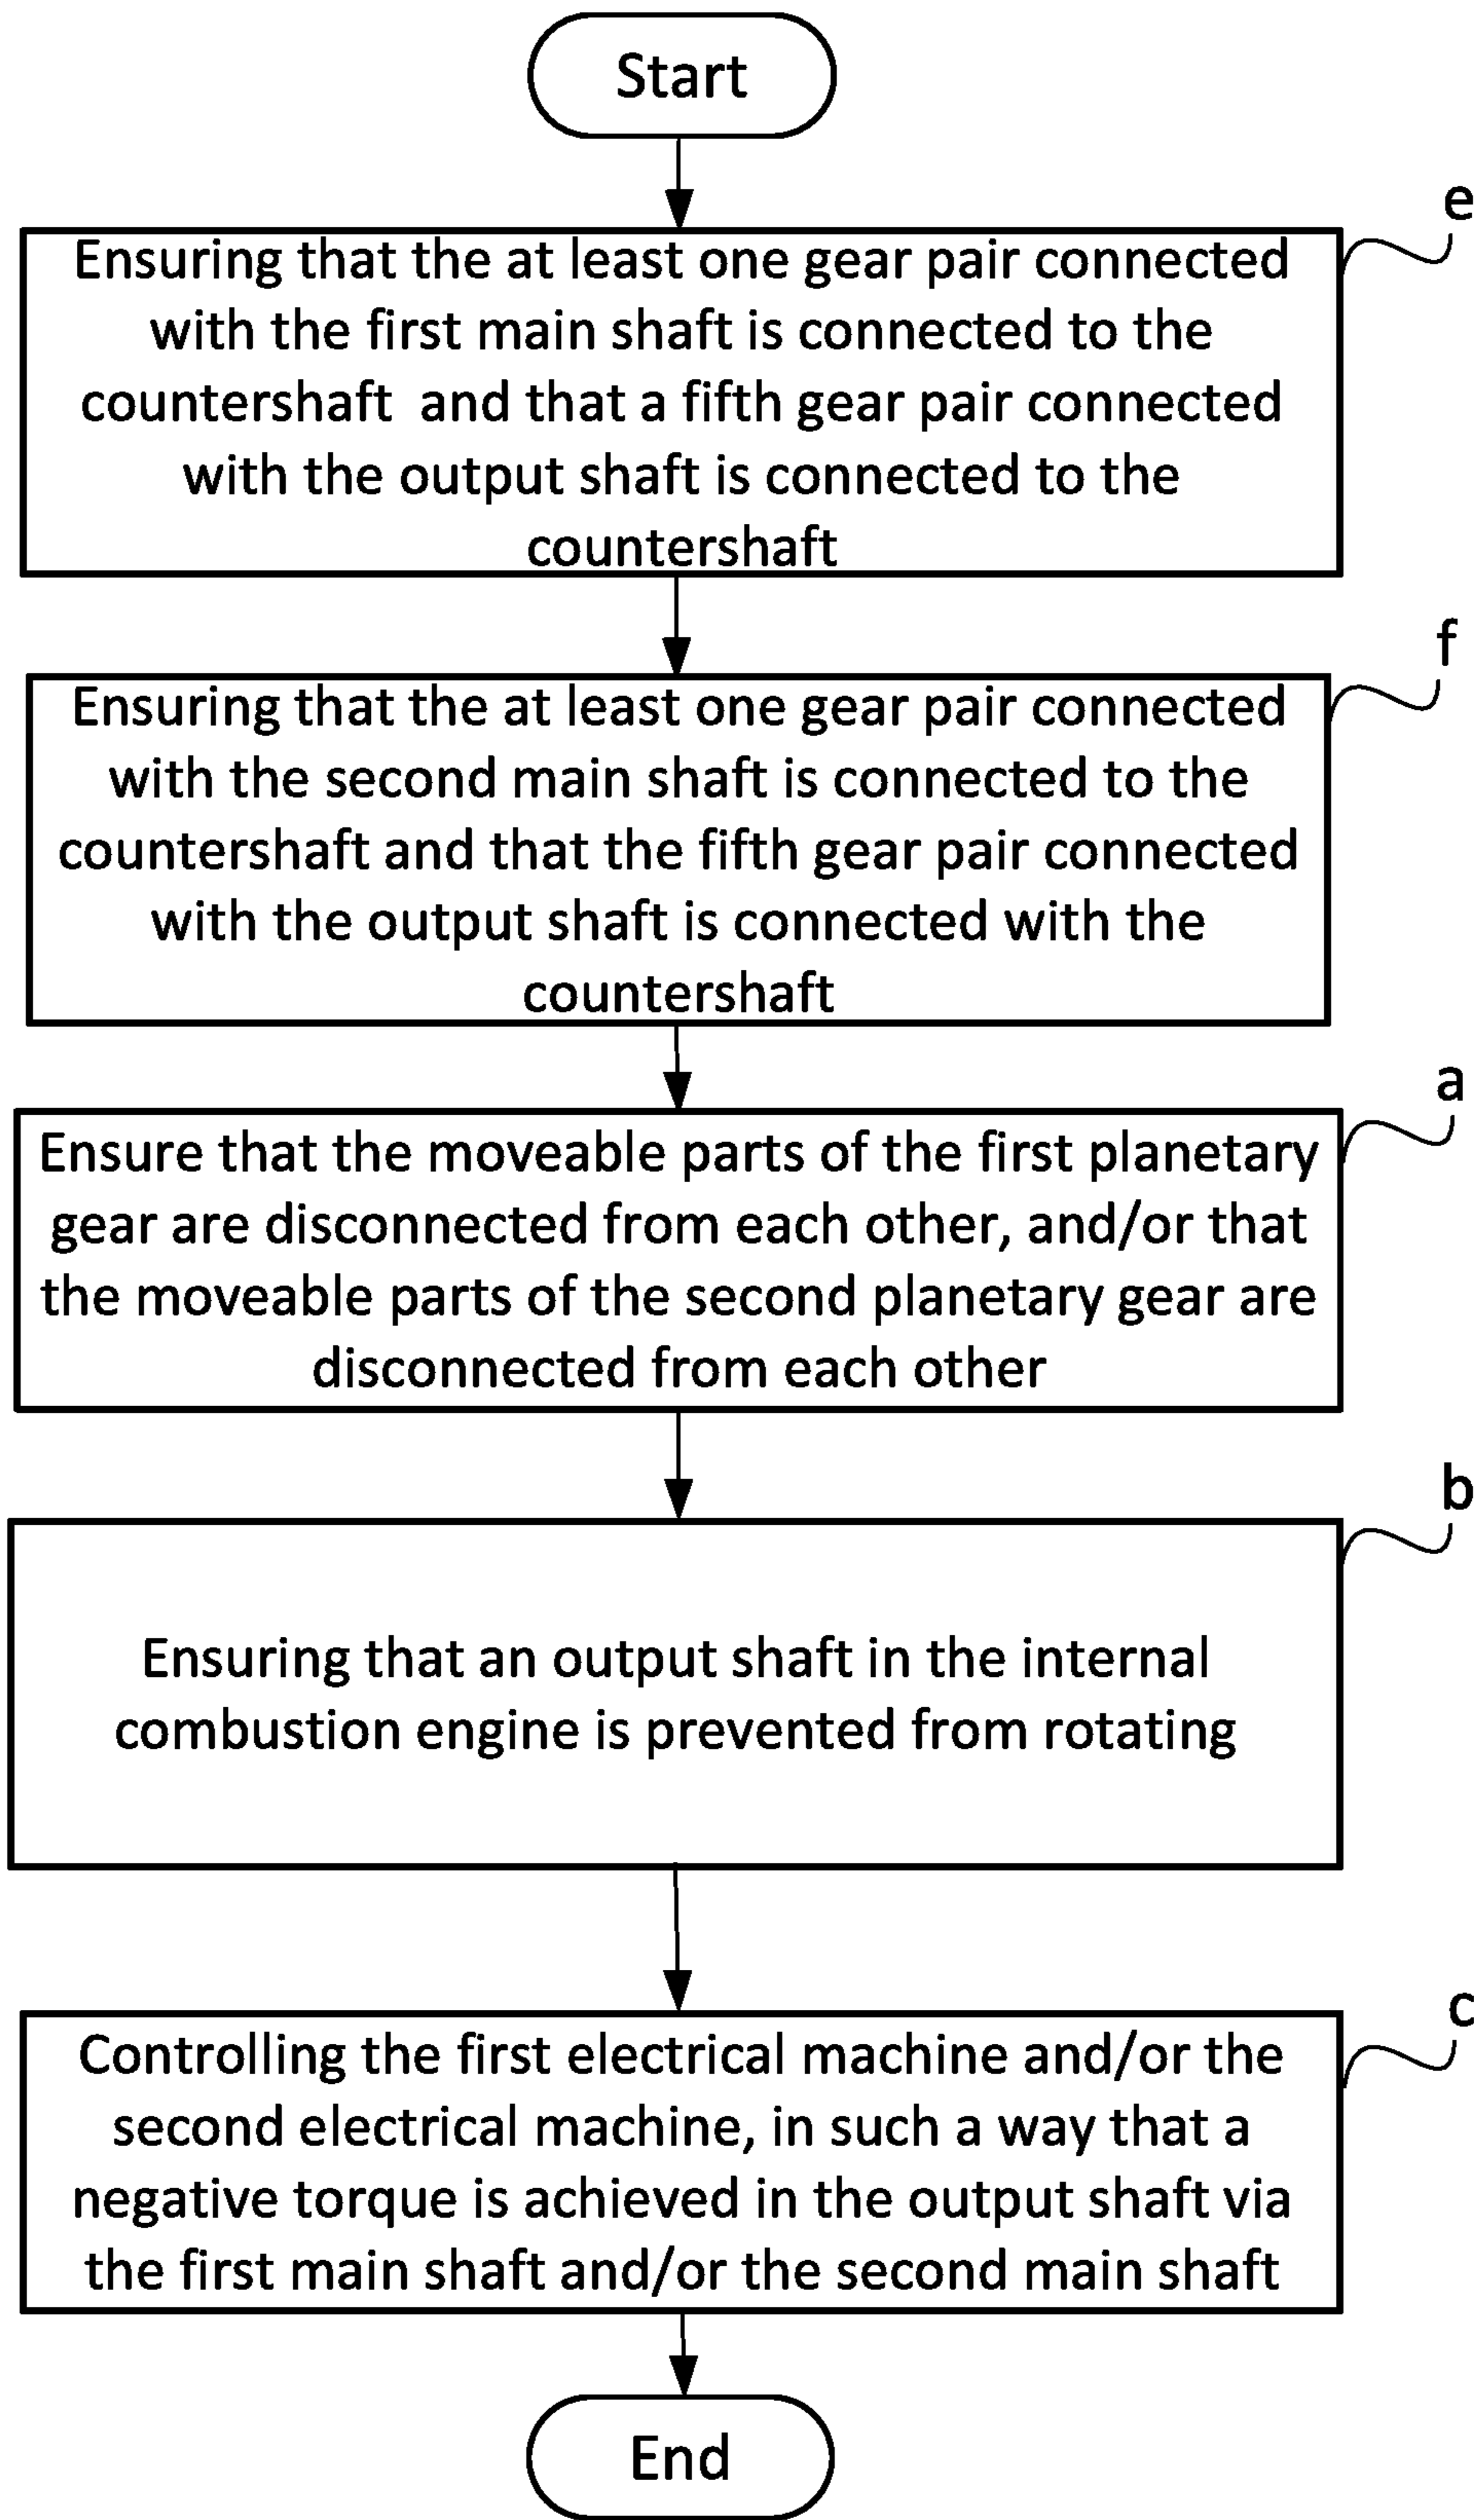 Start
e
Ensuring that the at least one gear pair connected
with the first main shaft is connected to the
countershaft and that a fifth gear pair connected
with the output shaft is connected to the
countershaft
f
Ensuring that the at least one gear pair connected
with the second main shaft is connected to the
countershaft and that the fifth gear pair connected
with the output shaft is connected with the
countershaft
a
Ensure that the moveable parts of the first planetary
gear are disconnected from each other, and/or that
the moveable parts of the second planetary gear are
disconnected from each other
b
Ensuring that an output shaft in the internal
combustion engine is prevented from rotating
c
Controlling the first electrical machine and/or the
second electrical machine, in such a way that a
negative torque is achieved in the output shaft via
the first main shaft and/or the second main shaft
End